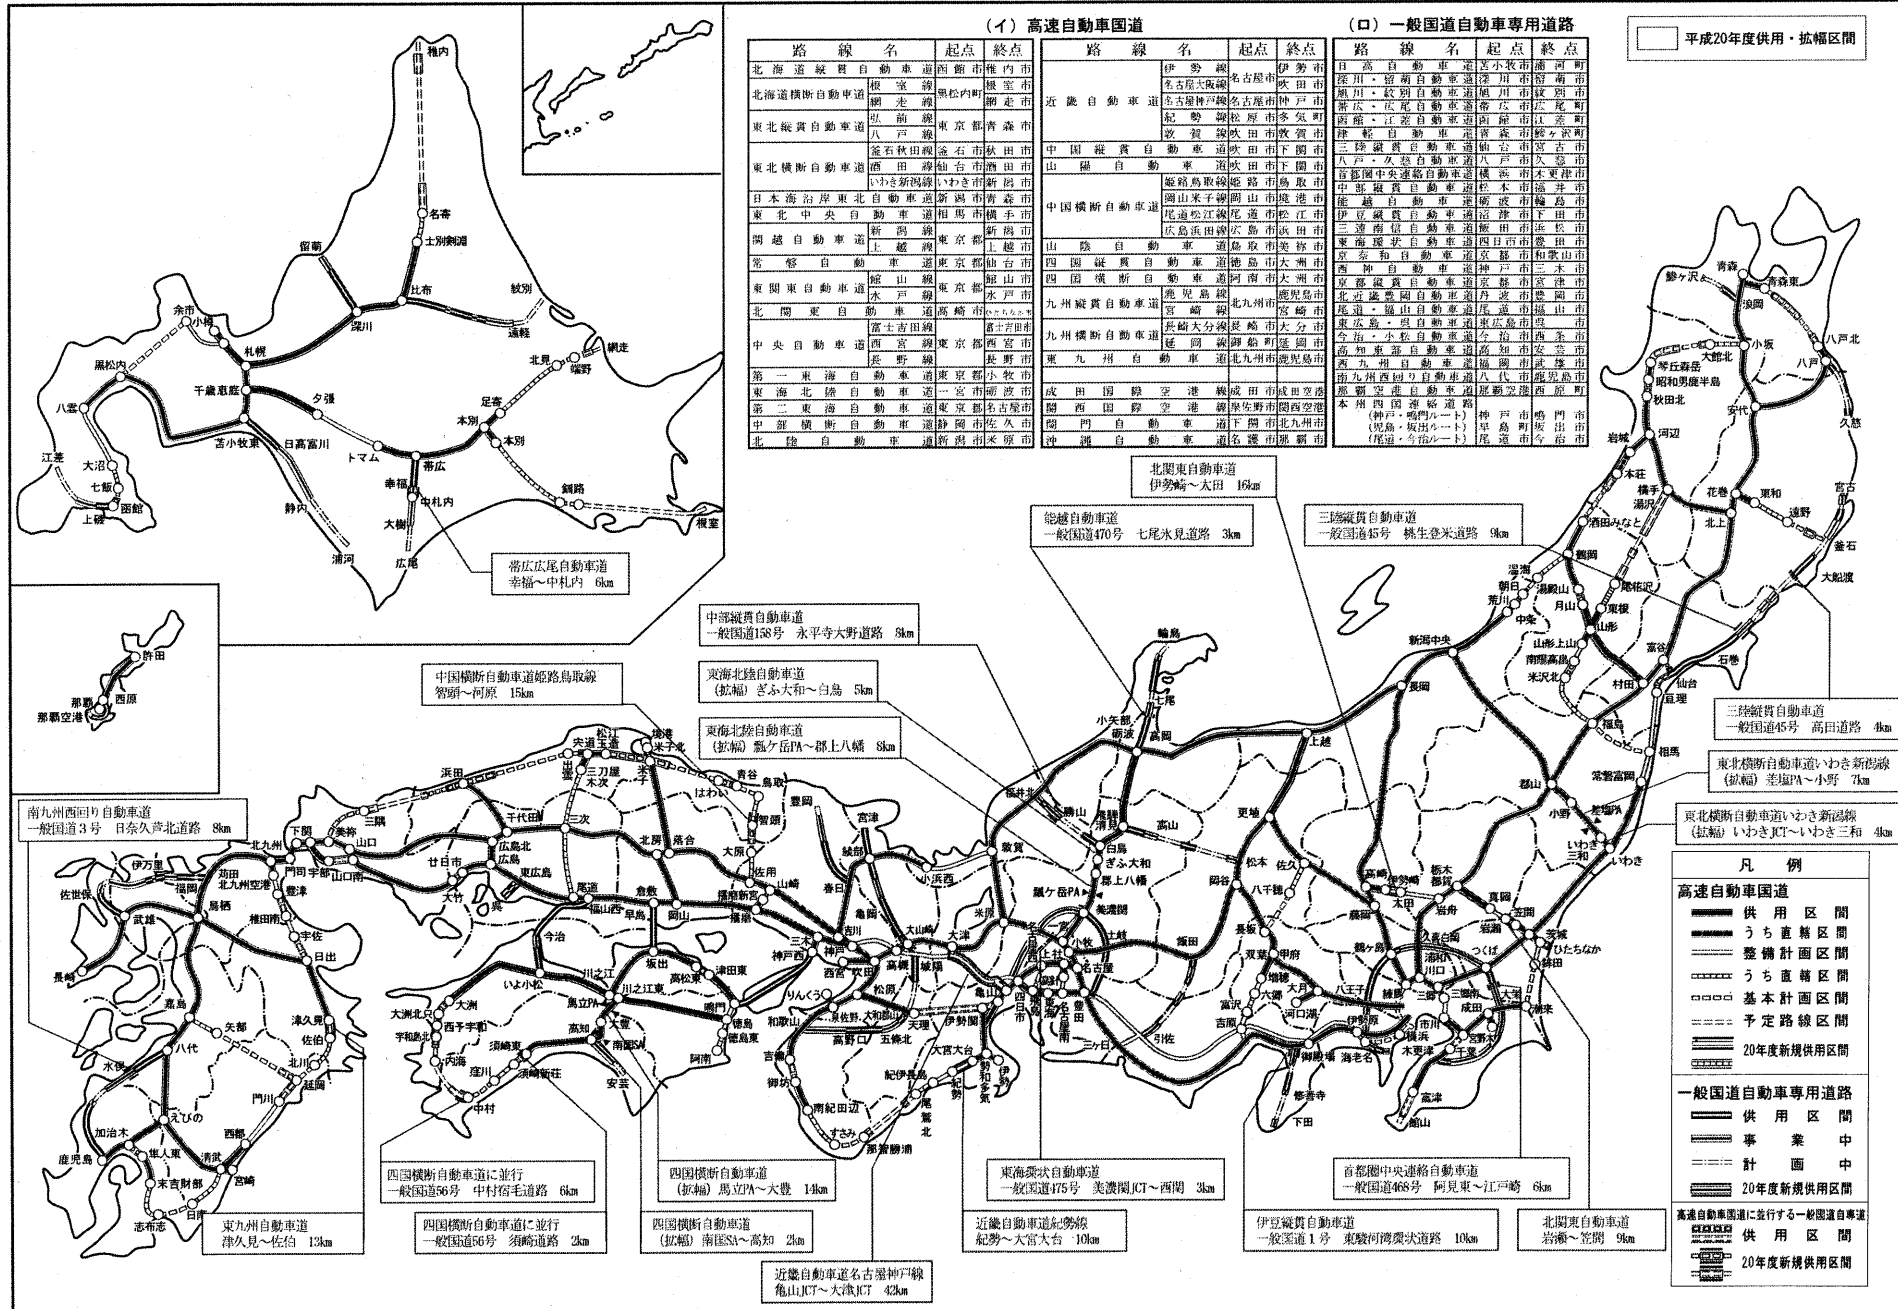 (イ) 高速自動車国道
路線名 起点 終点
北海道縦貫自動車道 函館市 稚内市
北海道横断自動車道 根室線 黒松内町 根室市
網走線 網走市
東北縦貫自動車道 弘前線 東京都 青森市
八戸線
東北横断自動車道 釜石秋田線 釜石市 秋田市
酒田線 仙台市 酒田市
いわき新潟線 いわき市 新潟市
日本海沿岸東北自動車道 新潟市 青森市
東北中央自動車道 相馬市 横手市
関越自動車道 新潟線 東京都 新潟市
上越線 上越市
常磐自動車道 東京都 仙台市
東関東自動車道 館山線 東京都 館山市
水戸線 水戸市
北関東自動車道 高崎市
中央自動車道 富士吉田線 東京都 富士吉田市
西宮線 西宮市
長野線 長野市
第一東海自動車道 東京都 小牧市
東海北陸自動車道 一宮市 砺波市
第二東海自動車道 東京都 名古屋市
中部横断自動車道 静岡市 佐久市
北陸自動車道 新潟市 米原市
路線名 起点 終点
近畿自動車道 伊勢線 名古屋市 伊勢市
名古屋大阪線 吹田市
名古屋神戸線 名古屋市 神戸市
紀勢線 松原市 多気町
敦賀線 吹田市 敦賀市
中国縦貫自動車道 吹田市 下関市
山陽自動車道 吹田市 下関市
中国横断自動車道 姫路鳥取線 姫路市 鳥取市
岡山米子線 岡山市 境港市
尾道松江線 尾道市 松江市
広島浜田線 広島市 浜田市
山陰自動車道 鳥取市 美祢市
四国縦貫自動車道 徳島市 大洲市
四国横断自動車道 阿南市 大洲市
九州縦貫自動車道 鹿児島線 北九州市 鹿児島市
宮崎線 宮崎市
九州横断自動車道 長崎大分線 長崎市 大分市
延岡線 御船町 延岡市
東九州自動車道 北九州市 鹿児島市
成田国際空港線 成田市 成田空港
関西国際空港線 泉佐野市 関西空港
関門自動車道 下関市 北九州市
沖縄自動車道 名護市 那覇市
(ロ) 一般国道自動車専用道路
路線名 起点 終点
日高自動車道 苫小牧市 浦河町
深川・留萌自動車道 深川市 留萌市
旭川・紋別自動車道 旭川市 紋別市
帯広・広尾自動車道 帯広市 広尾町
函館・江差自動車道 函館市 江差町
津軽自動車道 青森市 鰺ヶ沢町
三陸縦貫自動車道 仙台市 宮古市
八戸・久慈自動車道 八戸市 久慈市
首都圏中央連絡自動車道 横浜市 木更津市
中部縦貫自動車道 松本市 福井市
能越自動車道 砺波市 輪島市
伊豆縦貫自動車道 沼津市 下田市
三遠南信自動車道 飯田市 浜松市
東海環状自動車道 四日市市 豊田市
京奈和自動車道 京都市 和歌山市
西神自動車道 神戸市 三木市
京都縦貫自動車道 京都市 宮津市
北近畿豊岡自動車道 丹波市 豊岡市
尾道・福山自動車道 尾道市 福山市
東広島・呉自動車道 東広島市 呉市
今治・小松自動車道 今治市 西条市
高知東部自動車道 高知市 安芸市
西九州自動車道 福岡市 武雄市
南九州西回り自動車道 八代市 鹿児島市
那覇空港自動車道 那覇空港 西原町
本州四国連絡道路
(神戸・鳴門ルート) 神戸市 鳴門市
(児島・坂出ルート) 早島町 坂出市
(尾道・今治ルート) 尾道市 今治市
平成20年度供用・拡幅区間
稚内
名寄
士別剣淵
留萌
比布
紋別
遠軽
余市
小樽
深川
札幌
黒松内
北見
網走
端野
千歳恵庭
夕張
足寄
本別
本別
八雲
苫小牧東
日高富川
トマム
帯広
江差
大沼
七飯
函館
上磯
幸福
中札内
釧路
根室
静内
大樹
浦河
広尾
帯広広尾自動車道
幸福～中札内 6km
許田
那覇
西原
那覇空港
北関東自動車道
伊勢崎～太田 16km
能越自動車道
一般国道470号 七尾氷見道路 3km
三陸縦貫自動車道
一般国道45号 桃生登米道路 9km
中部縦貫自動車道
一般国道158号 永平寺大野道路 8km
中国横断自動車道姫路鳥取線
智頭～河原 15km
東海北陸自動車道
(拡幅) ぎふ大和～白鳥 5km
東海北陸自動車道
(拡幅) 瓢ケ岳PA～郡上八幡 8km
三陸縦貫自動車道
一般国道45号 高田道路 4km
東北横断自動車道いわき新潟線
(拡幅) 差塩PA～小野 7km
東北横断自動車道いわき新潟線
(拡幅) いわきJCT～いわき三和 4km
南九州西回り自動車道
一般国道3号 日奈久芦北道路 8km
青森
青森東
鰺ヶ沢
浪岡
八戸北
大館北
小坂
八戸
琴丘森岳
昭和男鹿半島
秋田北
安代
久慈
岩城
河辺
本荘
横手
湯沢
花巻
東和
宮古
酒田みなと
北上
遠野
釜石
鶴岡
大船渡
温海
朝日
湯殿山
尾花沢
荒川
月山
東根
中条
山形
新潟中央
山形上山
南陽高畠
富谷
石巻
米沢北
村田
仙台
亘理
輪島
七尾
長岡
小矢部
砺波
高岡
上越
福島
相馬
郡山
常磐富岡
小野
差塩PA
いわき三和
いわき
福井北
勝山
飛騨清見
高山
更埴
白鳥
ぎふ大和
郡上八幡
瓢ケ岳PA
美濃関
松本
岡谷
佐久
八千穂
高崎
伊勢崎
太田
藤岡
栃木都賀
岩舟
真岡
岩瀬
笠間
茨城
ひたちなか
鉾田
潮来
長坂
双葉
甲府
増穂
六郷
大月
河口湖
富沢
吉原
八王子
鶴ヶ島
久喜白岡
つくば
浦和
川口
練馬
三郷
三郷南
大栄
成田
市川
宮野木
千葉
横浜
伊勢原
海老名
御殿場
木更津
修善寺
下田
富津
館山
飯田
土岐
小牧
名古屋
豊田
引佐
三ケ日
四日市
亀山
伊勢関
伊勢
勢和多気
大宮大台
紀勢
紀伊長島
尾鷲北
那智勝浦
すさみ
南紀田辺
御坊
吉備
和歌山
米原
敦賀
小浜西
宮津
豊岡
綾部
春日
亀岡
大山崎
大津
城陽
高槻
吹田
西宮
神戸
神戸西
三木
吉川
松原
りんくう
泉佐野
大和郡山
天理
高野口
五條北
松江
玉造
宍道
出雲
境港
米子北
米子
三刀屋木次
青谷
鳥取
はわい
智頭
浜田
三隅
千代田
三次
北房
落合
大原
佐用
山崎
播磨新宮
播磨
美祢
山口
下関
門司
宇部
山口南
廿日市
広島北
広島
東広島
大竹
呉
尾道
福山西
倉敷
早島
岡山
今治
坂出
高松東
津田東
鳴門
徳島
徳島東
阿南
川之江
川之江東
いよ小松
馬立PA
大豊
南国SA
高知
安芸
大洲
大洲北只
西予宇和
宇和島北
内海
須崎東
須崎新荘
窪川
中村
北九州
苅田
北九州空港
豊津
椎田南
宇佐
日出
伊万里
佐世保
福岡
武雄
鳥栖
長崎
嘉島
矢部
津久見
佐伯
八代
水俣
北川
延岡
門川
えびの
加治木
鹿児島
隼人東
清武
西都
宮崎
末吉財部
日南
志布志
東九州自動車道
津久見～佐伯 13km
四国横断自動車道に並行
一般国道56号 中村宿毛道路 6km
四国横断自動車道に並行
一般国道56号 須崎道路 2km
四国横断自動車道
(拡幅) 馬立PA～大豊 14km
四国横断自動車道
(拡幅) 南国SA～高知 2km
近畿自動車道名古屋神戸線
亀山JCT～大津JCT 42km
近畿自動車道紀勢線
紀勢～大宮大台 10km
東海環状自動車道
一般国道475号 美濃関JCT～西関 3km
伊豆縦貫自動車道
一般国道1号 東駿河湾環状道路 10km
首都圏中央連絡自動車道
一般国道468号 阿見東～江戸崎 6km
北関東自動車道
岩瀬～笠間 9km
凡例
高速自動車国道
供用区間
うち直轄区間
整備計画区間
うち直轄区間
基本計画区間
予定路線区間
20年度新規供用区間
一般国道自動車専用道路
供用区間
事業中
計画中
20年度新規供用区間
高速自動車国道に並行する一般国道自専道
供用区間
20年度新規供用区間